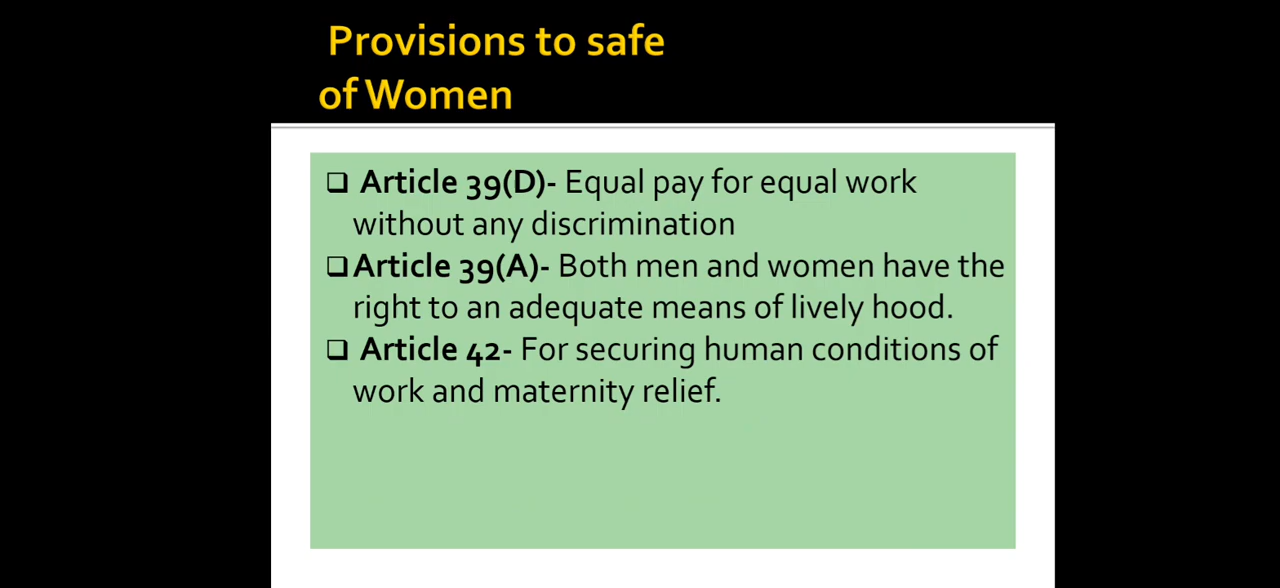 Provisions to safe
of Women
❑ Article 39(D)- Equal pay for equal work
without any discrimination
❑Article 39(A)- Both men and women have the
right to an adequate means of lively hood.
❑ Article 42- For securing human conditions of
work and maternity relief.